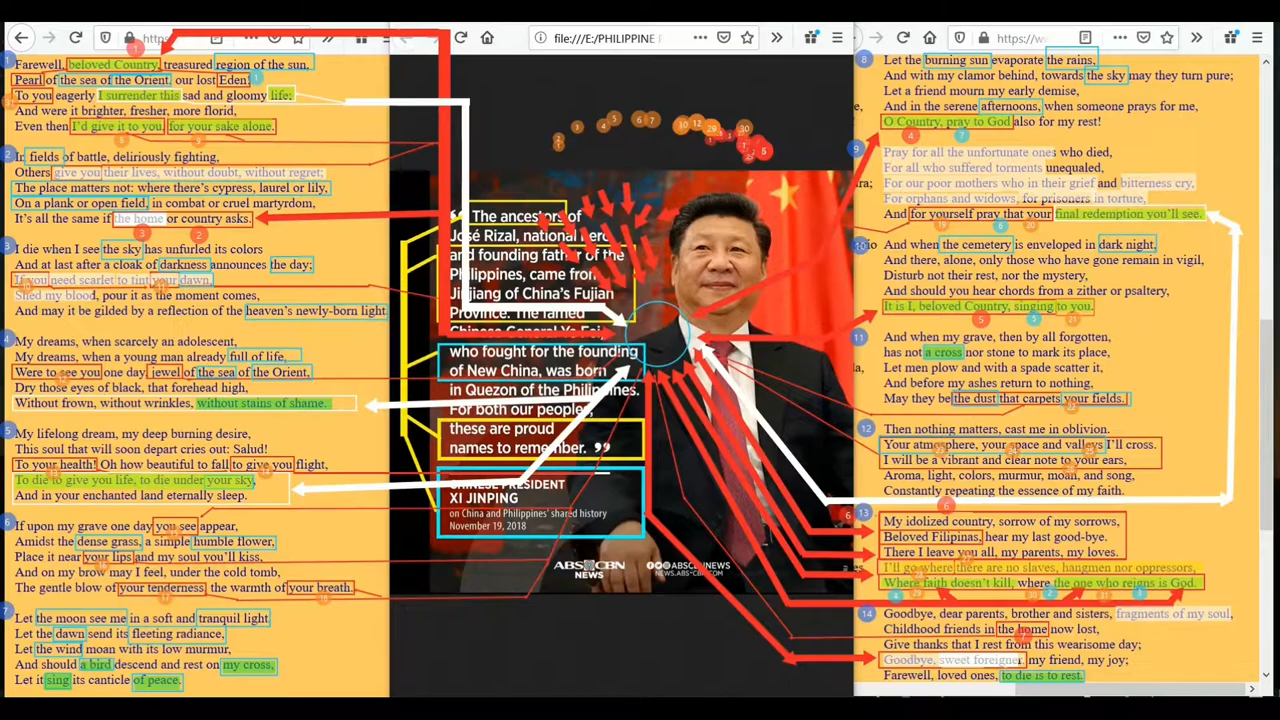 https:
file:///E:/PHILIPPINE F
https://w
Farewell, beloved Country, treasured region of the sun,
Pearl of the sea of the Orient, our lost Eden!
To you eagerly I surrender this sad and gloomy life;
And were it brighter, fresher, more florid,
Even then I'd give it to you, for your sake alone.
In fields of battle, deliriously fighting,
Others give you their lives, without doubt, without regret;
The place matters not: where there's cypress, laurel or lily,
On a plank or open field, in combat or cruel martyrdom,
It's all the same if the home or country asks.
I die when I see the sky has unfurled its colors
And at last after a cloak of darkness announces the day;
If you need scarlet to tint your dawn,
Shed my blood, pour it as the moment comes,
And may it be gilded by a reflection of the heaven's newly-born light.
My dreams, when scarcely an adolescent,
My dreams, when a young man already full of life,
Were to see you one day jewel of the sea of the Orient,
Dry those eyes of black, that forehead high,
Without frown, without wrinkles, without stains of shame.
My lifelong dream, my deep burning desire,
This soul that will soon depart cries out: Salud!
To your health! Oh how beautiful to fall to give you flight,
To die to give you life, to die under your sky,
And in your enchanted land eternally sleep.
If upon my grave one day you see appear,
Amidst the dense grass, a simple humble flower,
Place it near your lips and my soul you'll kiss,
And on my brow may I feel, under the cold tomb,
The gentle blow of your tenderness, the warmth of your breath.
Let the moon see me in a soft and tranquil light
Let the dawn send its fleeting radiance,
Let the wind moan with its low murmur,
And should a bird descend and rest on my cross,
Let it sing its canticle of peace.
“ The ancestors of
José Rizal, national hero
and founding father of the
Philippines, came from
Jinjiang of China's Fujian
Province. The famed
Chinese General Ye Fei,
who fought for the founding
of New China, was born
in Quezon of the Philippines.
For both our peoples,
these are proud
names to remember. ”
CHINESE PRESIDENT
XI JINPING
on China and Philippines' shared history
November 19, 2018
ABS-CBN
NEWS
ABSCBNNEWS
NEWS.ABS-CBN.COM
Let the burning sun evaporate the rains,
And with my clamor behind, towards the sky may they turn pure;
Let a friend mourn my early demise,
And in the serene afternoons, when someone prays for me,
O Country, pray to God also for my rest!
Pray for all the unfortunate ones who died,
For all who suffered torments unequaled,
For our poor mothers who in their grief and bitterness cry,
For orphans and widows, for prisoners in torture,
And for yourself pray that your final redemption you'll see.
And when the cemetery is enveloped in dark night,
And there, alone, only those who have gone remain in vigil,
Disturb not their rest, nor the mystery,
And should you hear chords from a zither or psaltery,
It is I, beloved Country, singing to you.
And when my grave, then by all forgotten,
has not a cross nor stone to mark its place,
Let men plow and with a spade scatter it,
And before my ashes return to nothing,
May they be the dust that carpets your fields.
Then nothing matters, cast me in oblivion.
Your atmosphere, your space and valleys I'll cross.
I will be a vibrant and clear note to your ears,
Aroma, light, colors, murmur, moan, and song,
Constantly repeating the essence of my faith.
My idolized country, sorrow of my sorrows,
Beloved Filipinas, hear my last good-bye.
There I leave you all, my parents, my loves.
I'll go where there are no slaves, hangmen nor oppressors,
Where faith doesn't kill, where the one who reigns is God.
Goodbye, dear parents, brother and sisters, fragments of my soul,
Childhood friends in the home now lost,
Give thanks that I rest from this wearisome day;
Goodbye, sweet foreigner, my friend, my joy;
Farewell, loved ones, to die is to rest.